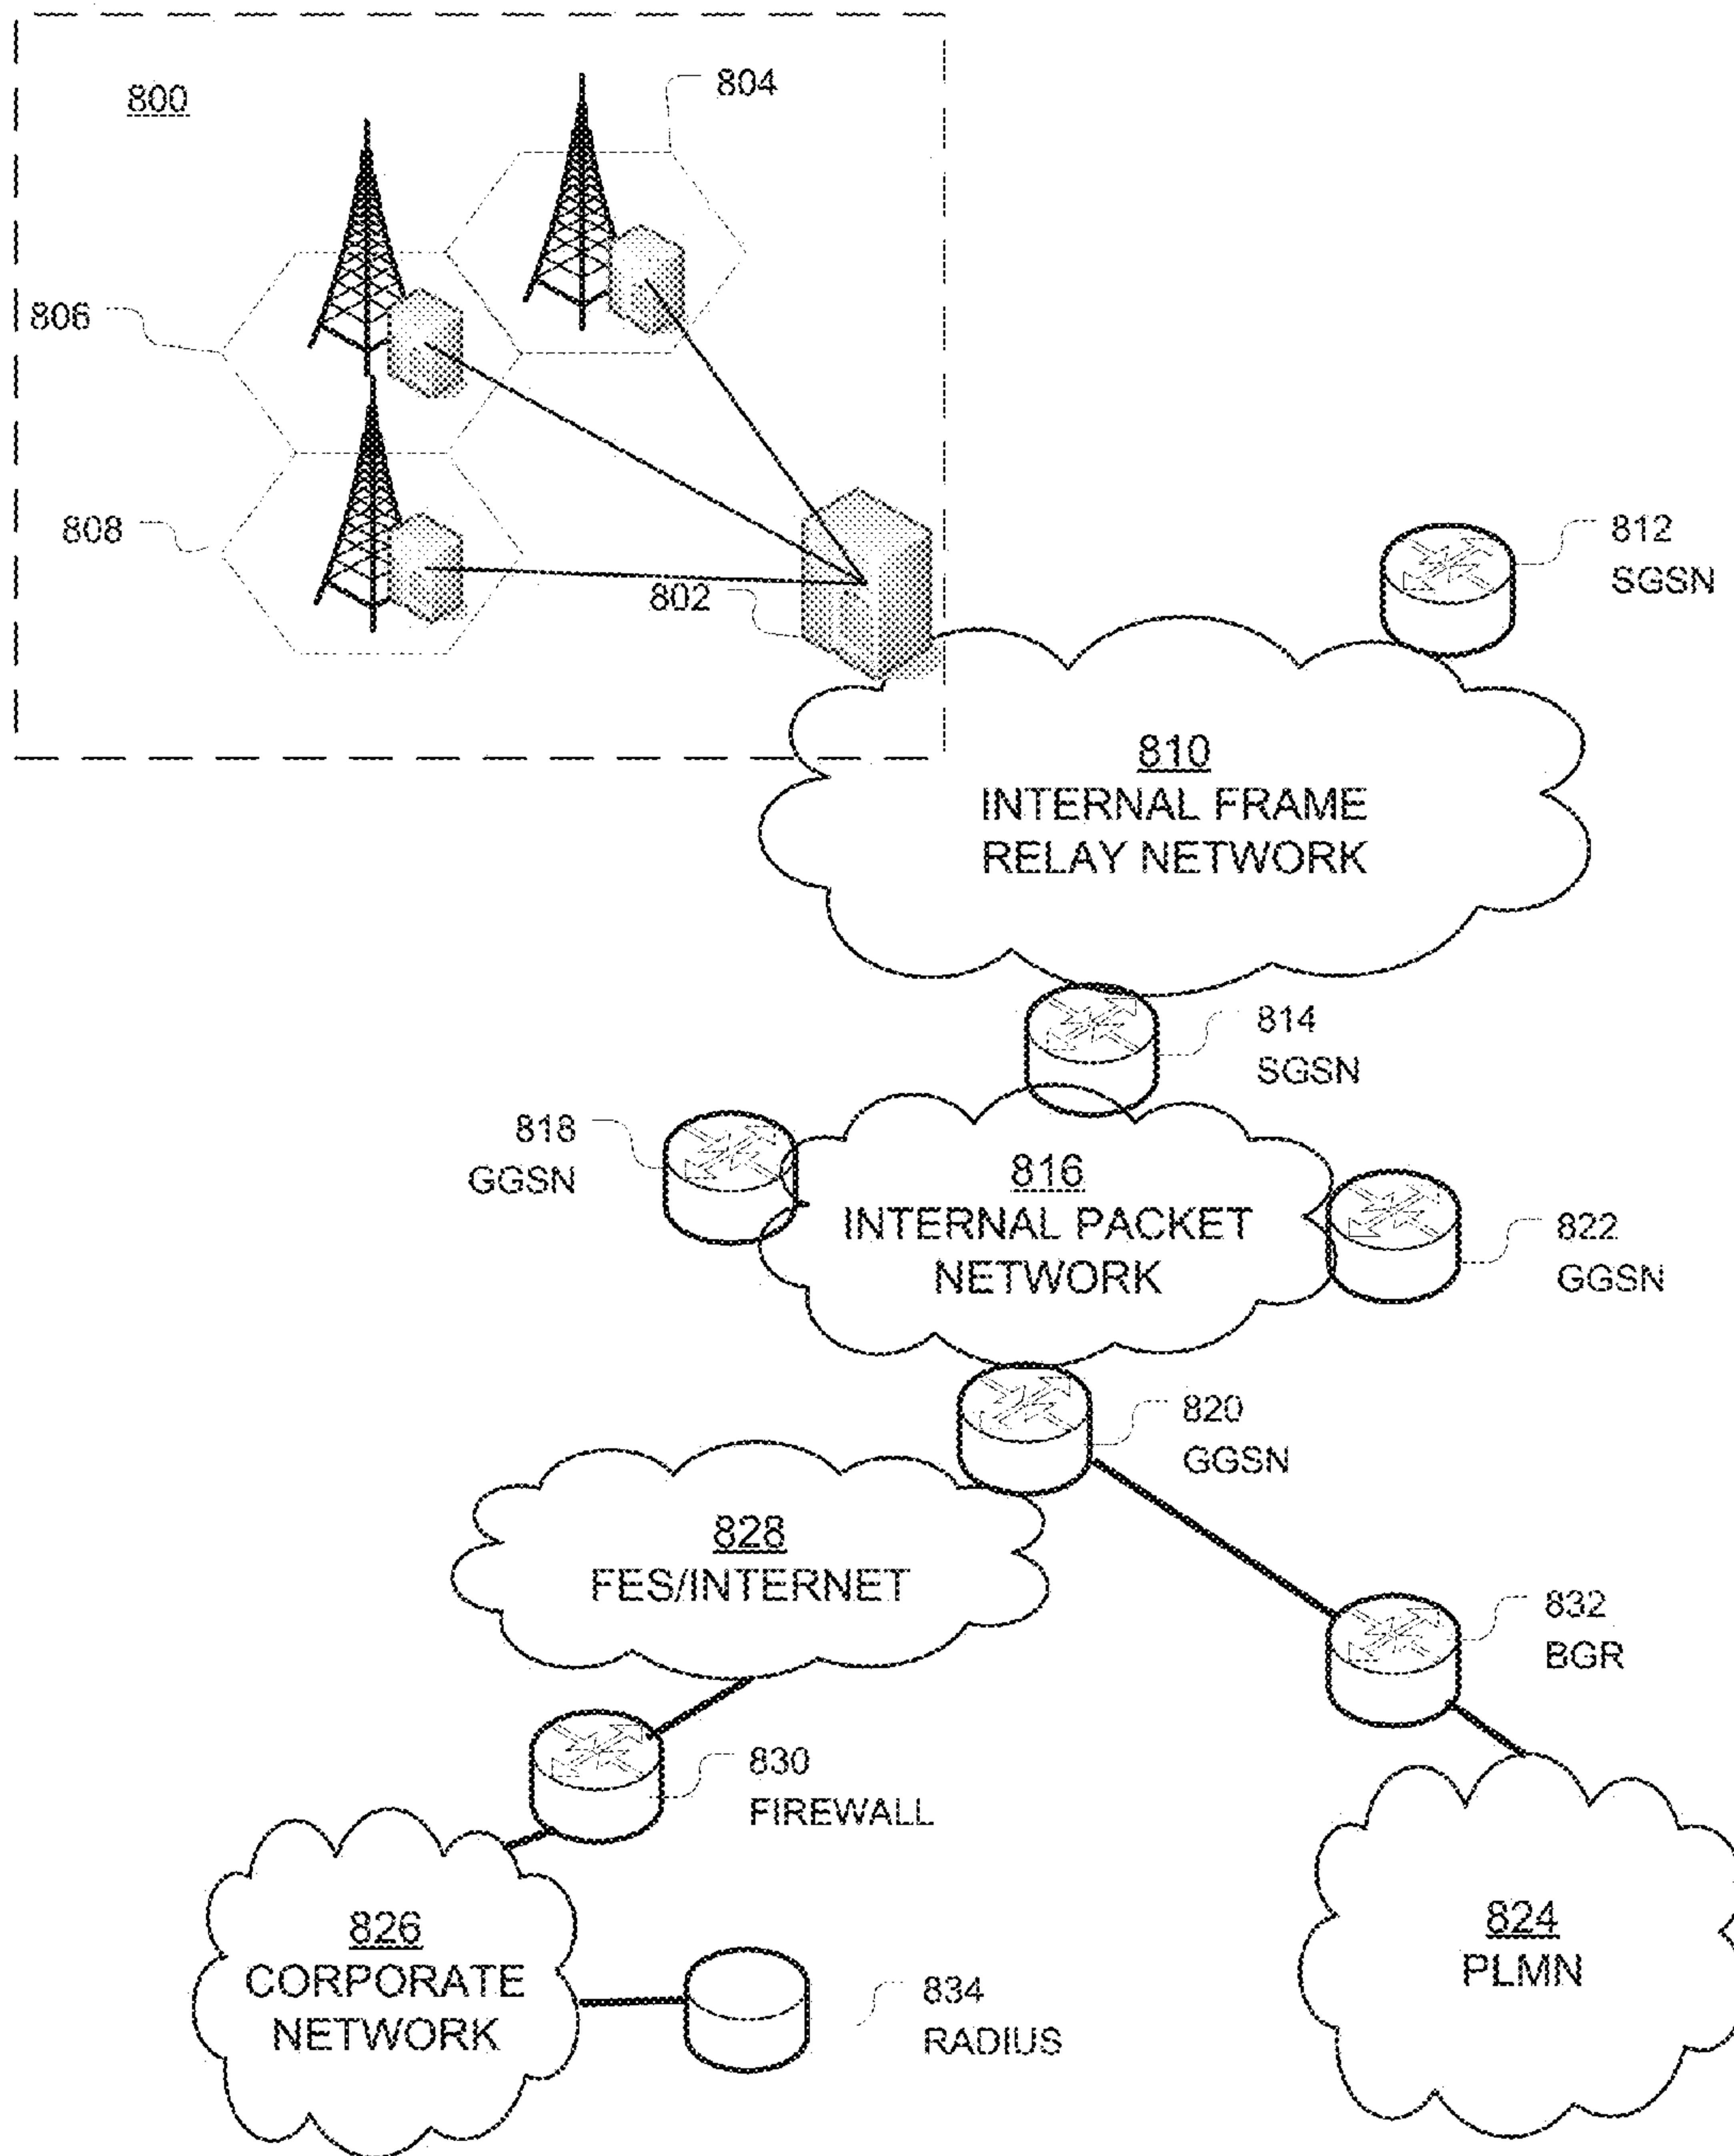 800
804
806
808
802
812
SGSN
810
INTERNAL FRAME
RELAY NETWORK
814
SGSN
818
GGSN
816
INTERNAL PACKET
NETWORK
822
GGSN
820
GGSN
828
FES/INTERNET
832
BGR
830
FIREWALL
826
CORPORATE
NETWORK
824
PLMN
834
RADIUS